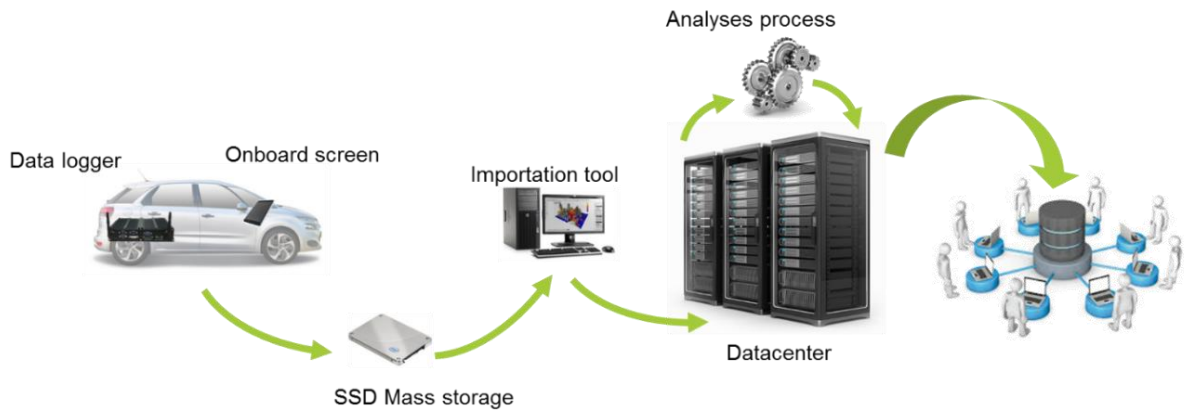 Analyses process
Data logger
Onboard screen
Importation tool
Datacenter
SSD Mass storage